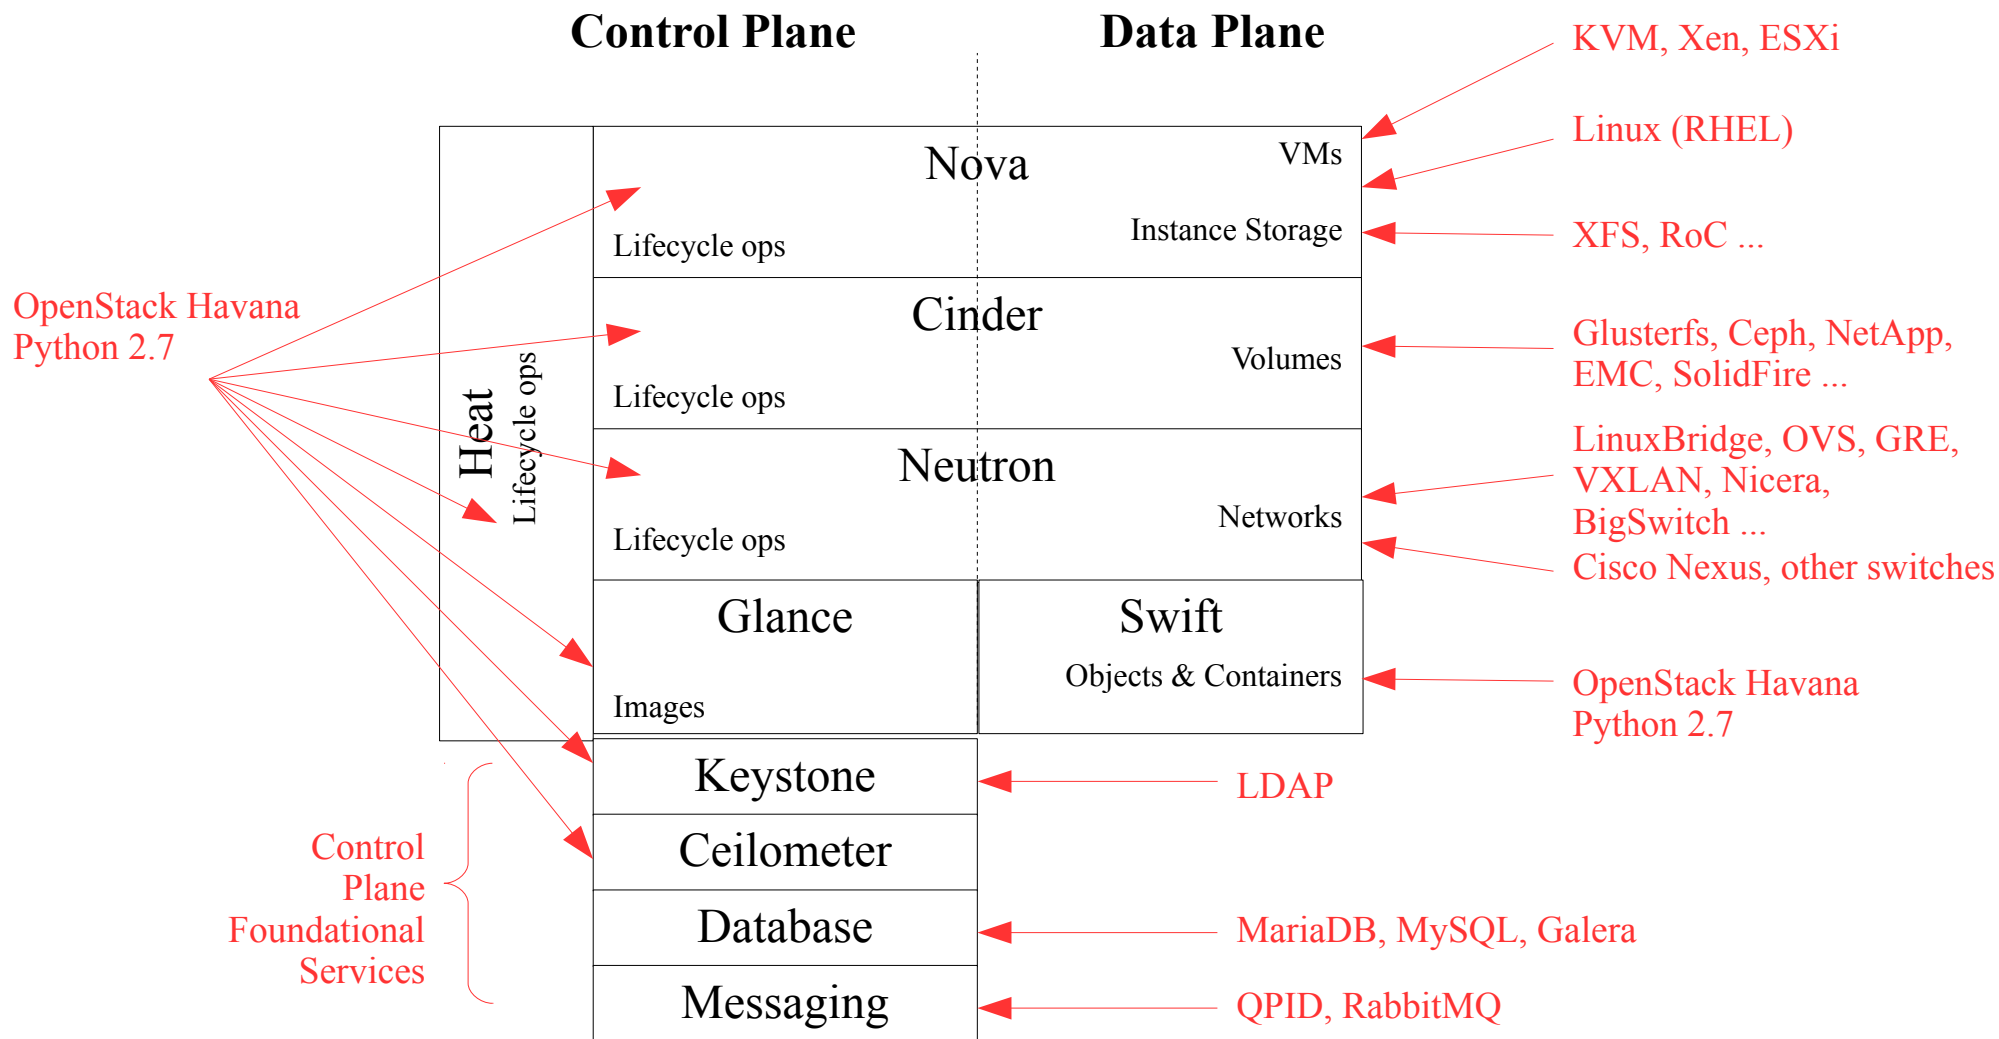 Control Plane
Data Plane
KVM, Xen, ESXi
Linux (RHEL)
Nova
VMs
Lifecycle ops
Instance Storage
XFS, RoC ...
OpenStack Havana
Python 2.7
Heat
Lifecycle ops
Cinder
Lifecycle ops
Volumes
Glusterfs, Ceph, NetApp,
EMC, SolidFire ...
Neutron
Lifecycle ops
Networks
LinuxBridge, OVS, GRE,
VXLAN, Nicera,
BigSwitch ...
Cisco Nexus, other switches
Glance
Images
Swift
Objects & Containers
OpenStack Havana
Python 2.7
Control
Plane
Foundational
Services
Keystone
LDAP
Ceilometer
Database
MariaDB, MySQL, Galera
Messaging
QPID, RabbitMQ